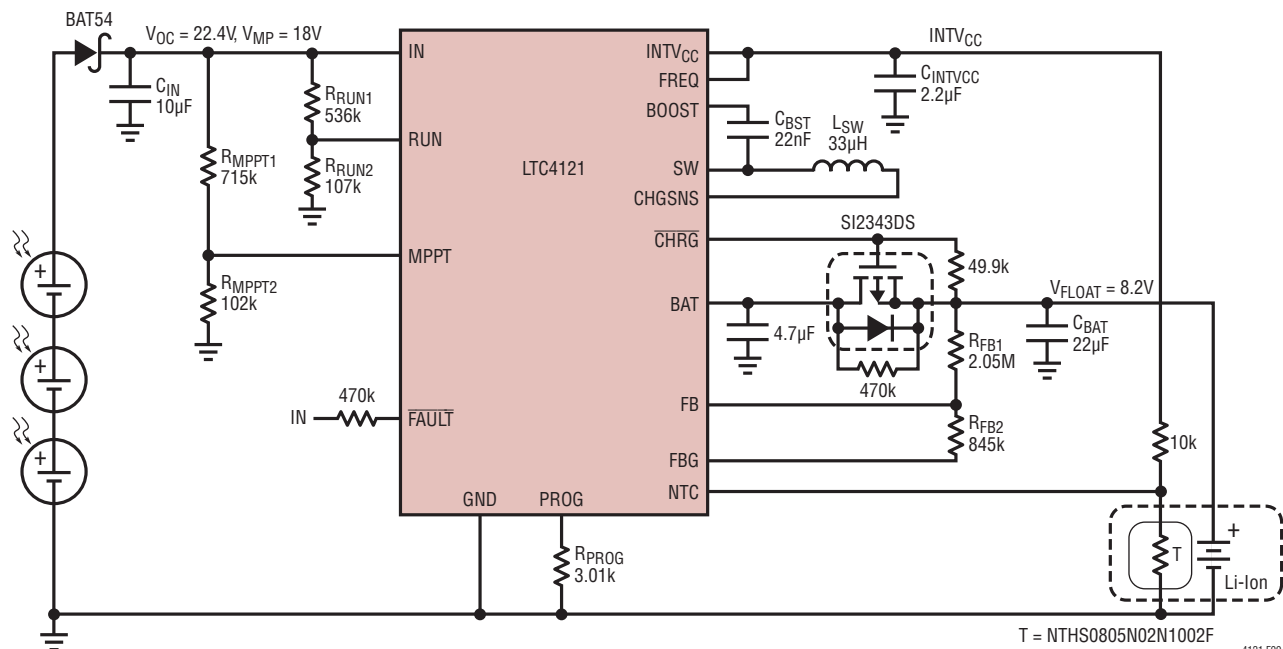 BAT54
V_OC = 22.4V, V_MP = 18V
C_IN
10µF
R_RUN1
536k
R_RUN2
107k
R_MPPT1
715k
R_MPPT2
102k
IN
470k
IN
RUN
MPPT
FAULT
LTC4121
GND
PROG
R_PROG
3.01k
INTV_CC
FREQ
BOOST
SW
CHGSNS
CHRG
BAT
FB
FBG
NTC
INTV_CC
C_INTVCC
2.2µF
C_BST
22nF
L_SW
33µH
SI2343DS
49.9k
V_FLOAT = 8.2V
4.7µF
470k
R_FB1
2.05M
C_BAT
22µF
R_FB2
845k
10k
T
+
Li-Ion
+
+
+
T = NTHS0805N02N1002F